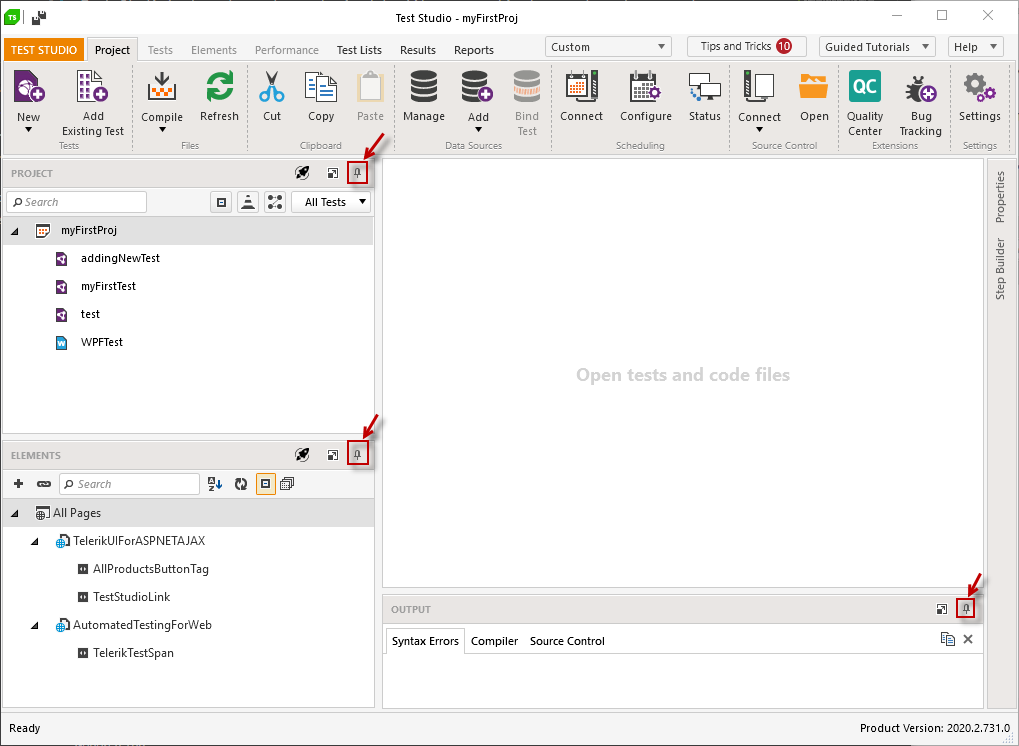 TS
Test Studio - myFirstProj
TEST STUDIO Project Tests Elements Performance Test Lists Results Reports Custom Tips and Tricks 10 Guided Tutorials Help
New Add Existing Test Compile Refresh Cut Copy Paste Manage Add Bind Test Connect Configure Status Connect Open QC Quality Center Bug Tracking Settings
Tests Files Clipboard Data Sources Scheduling Source Control Extensions Settings
PROJECT
Search All Tests
myFirstProj
addingNewTest
myFirstTest
test
WPFTest
ELEMENTS
Search
All Pages
TelerikUIForASPNETAJAX
AllProductsButtonTag
TestStudioLink
AutomatedTestingForWeb
TelerikTestSpan
Open tests and code files
OUTPUT
Syntax Errors Compiler Source Control
Properties
Step Builder
Ready Product Version: 2020.2.731.0